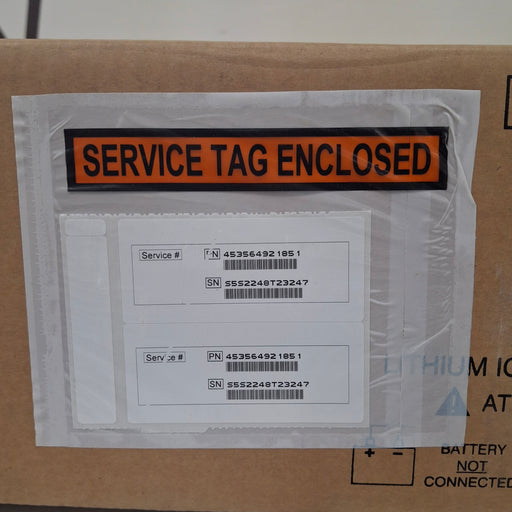 SERVICE TAG ENCLOSED
Service # PN 453564921851
SN S5S2248T23247
Service # PN 453564921851
SN S5S2248T23247
LITHIUM IO
AT
+ −
BATTERY
NOT
CONNECTED